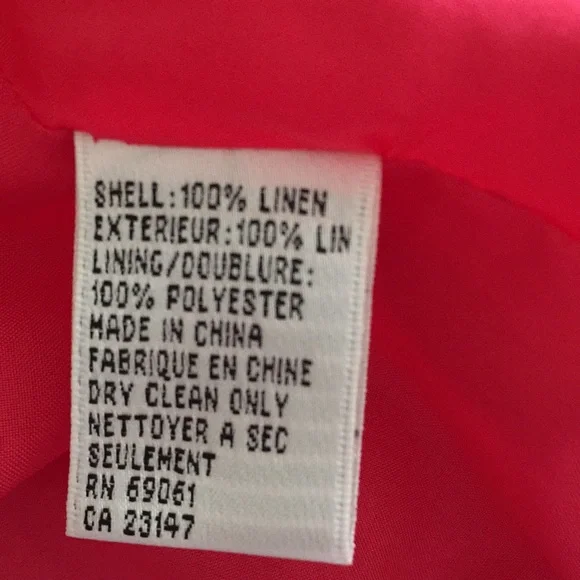 SHELL:100% LINEN
EXTERIEUR:100% LIN
LINING/DOUBLURE:
100% POLYESTER
MADE IN CHINA
FABRIQUE EN CHINE
DRY CLEAN ONLY
NETTOYER A SEC
SEULEMENT
RN 69061
CA 23147